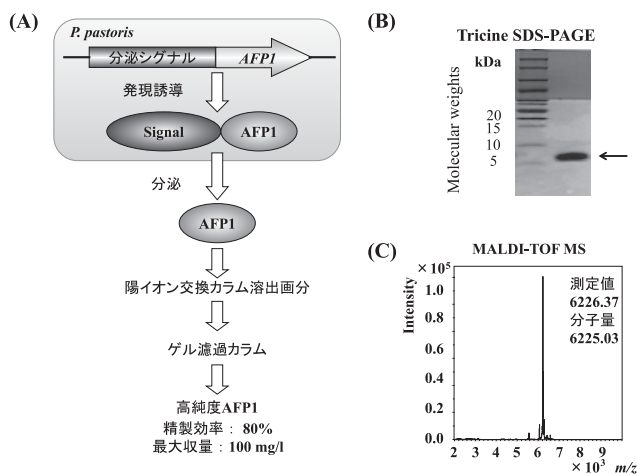 (A)
P. pastoris
分泌シグナル
AFP1
発現誘導
Signal
AFP1
分泌
AFP1
陽イオン交換カラム溶出画分
ゲル濾過カラム
高純度AFP1
精製効率： 80%
最大収量：100 mg/l
(B)
Tricine SDS-PAGE
kDa
Molecular weights
20
15
10
5
(C)
MALDI-TOF MS
× 10⁵
Intensity
1.0
0.8
0.6
0.4
0.2
0.0
測定値
6226.37
分子量
6225.03
2 3 4 5 6 7 8 9
× 10³ m/z